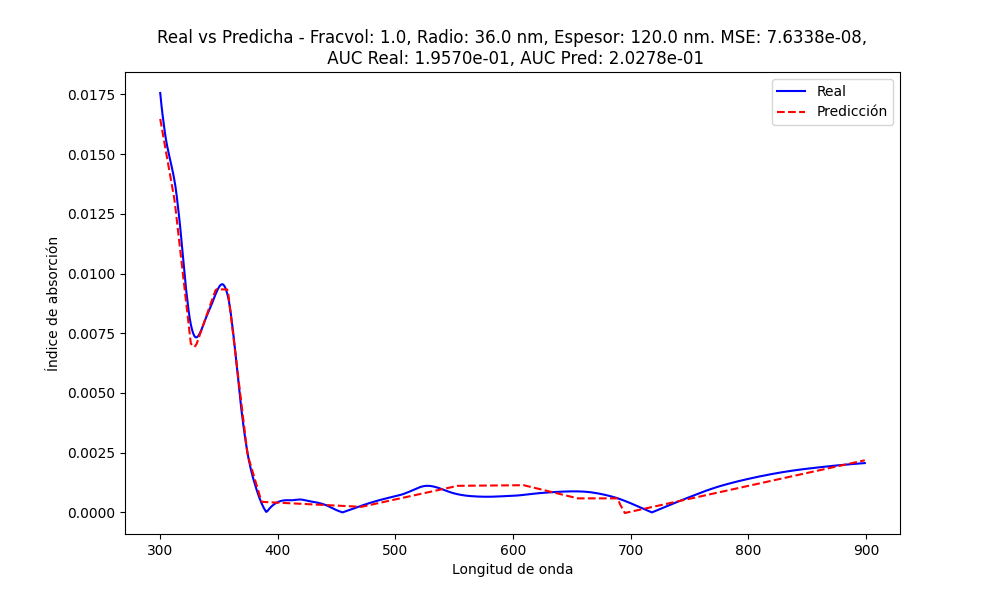 Real vs Predicha - Fracvol: 1.0, Radio: 36.0 nm, Espesor: 120.0 nm. MSE: 7.6338e-08,
AUC Real: 1.9570e-01, AUC Pred: 2.0278e-01
Real
Predicción
0.0175
0.0150
0.0125
0.0100
0.0075
0.0050
0.0025
0.0000
Índice de absorción
300 400 500 600 700 800 900
Longitud de onda